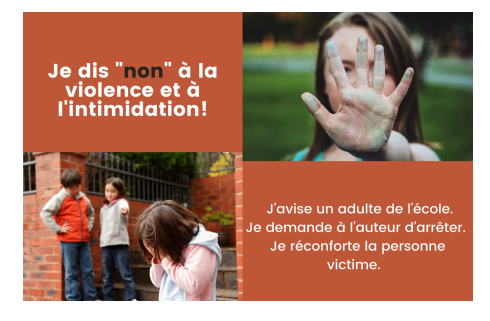 Je dis "non" à la
violence et à
l'intimidation!
J'avise un adulte de l'école.
Je demande à l'auteur d'arrêter.
Je réconforte la personne
victime.